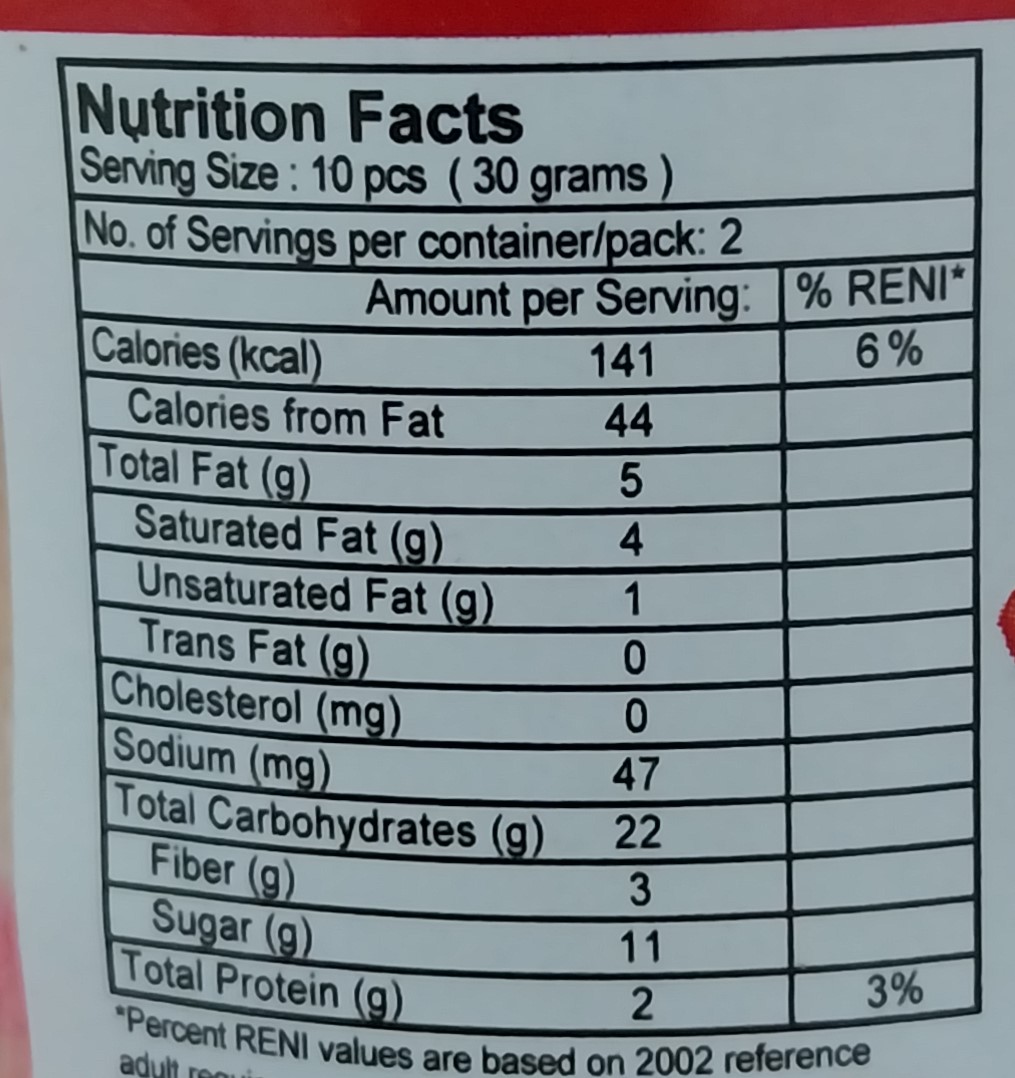 Nutrition Facts
Serving Size : 10 pcs ( 30 grams )
No. of Servings per container/pack: 2
Amount per Serving: % RENI*
Calories (kcal) 141 6%
Calories from Fat 44
Total Fat (g) 5
Saturated Fat (g) 4
Unsaturated Fat (g) 1
Trans Fat (g) 0
Cholesterol (mg) 0
Sodium (mg) 47
Total Carbohydrates (g) 22
Fiber (g) 3
Sugar (g) 11
Total Protein (g) 2 3%
*Percent RENI values are based on 2002 reference
adult